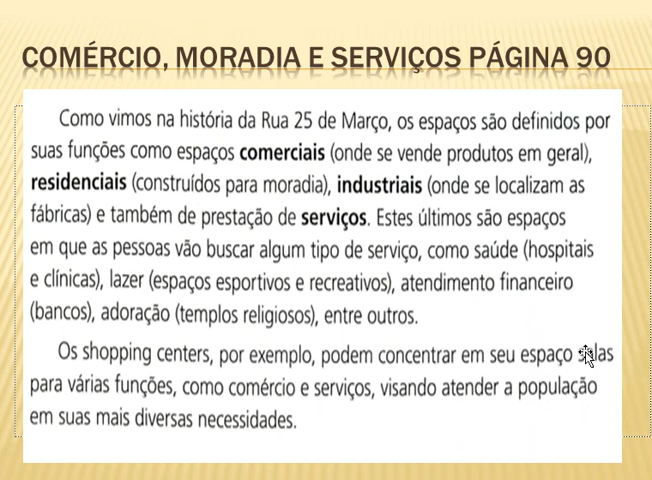 COMÉRCIO, MORADIA E SERVIÇOS PÁGINA 90
Como vimos na história da Rua 25 de Março, os espaços são definidos por
suas funções como espaços comerciais (onde se vende produtos em geral),
residenciais (construídos para moradia), industriais (onde se localizam as
fábricas) e também de prestação de serviços. Estes últimos são espaços
em que as pessoas vão buscar algum tipo de serviço, como saúde (hospitais
e clínicas), lazer (espaços esportivos e recreativos), atendimento financeiro
(bancos), adoração (templos religiosos), entre outros.
Os shopping centers, por exemplo, podem concentrar em seu espaço salas
para várias funções, como comércio e serviços, visando atender a população
em suas mais diversas necessidades.